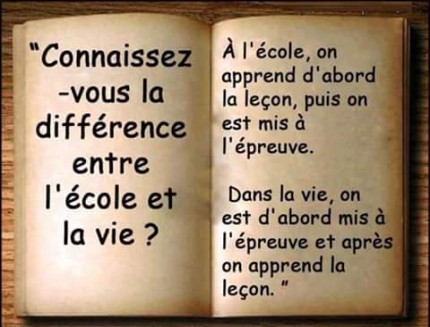 “Connaissez
-vous la
différence
entre
l'école et
la vie ?
À l'école, on
apprend d'abord
la leçon, puis on
est mis à
l'épreuve.
Dans la vie, on
est d'abord mis à
l'épreuve et après
on apprend la
leçon. ”